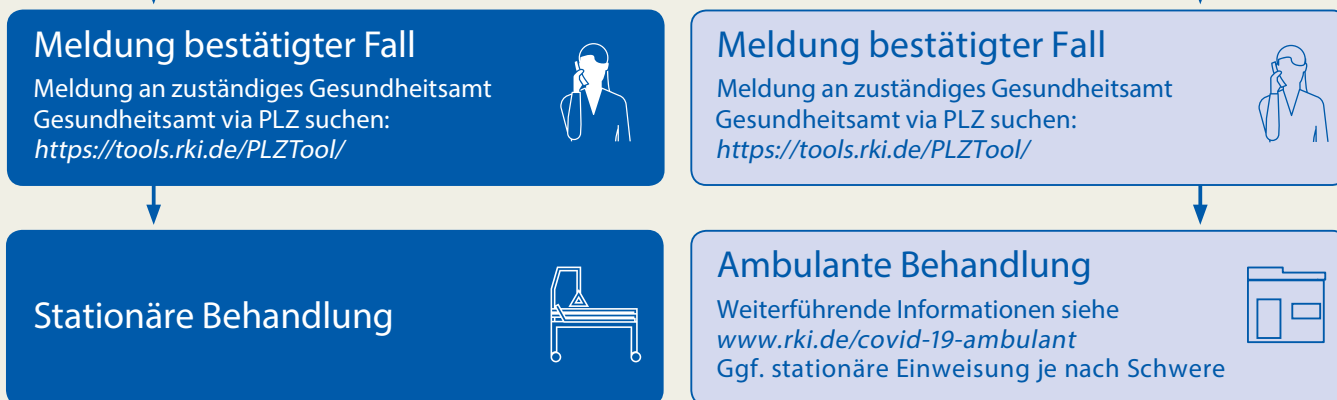 Meldung bestätigter Fall
Meldung an zuständiges Gesundheitsamt
Gesundheitsamt via PLZ suchen:
https://tools.rki.de/PLZTool/
Meldung bestätigter Fall
Meldung an zuständiges Gesundheitsamt
Gesundheitsamt via PLZ suchen:
https://tools.rki.de/PLZTool/
Stationäre Behandlung
Ambulante Behandlung
Weiterführende Informationen siehe
www.rki.de/covid-19-ambulant
Ggf. stationäre Einweisung je nach Schwere